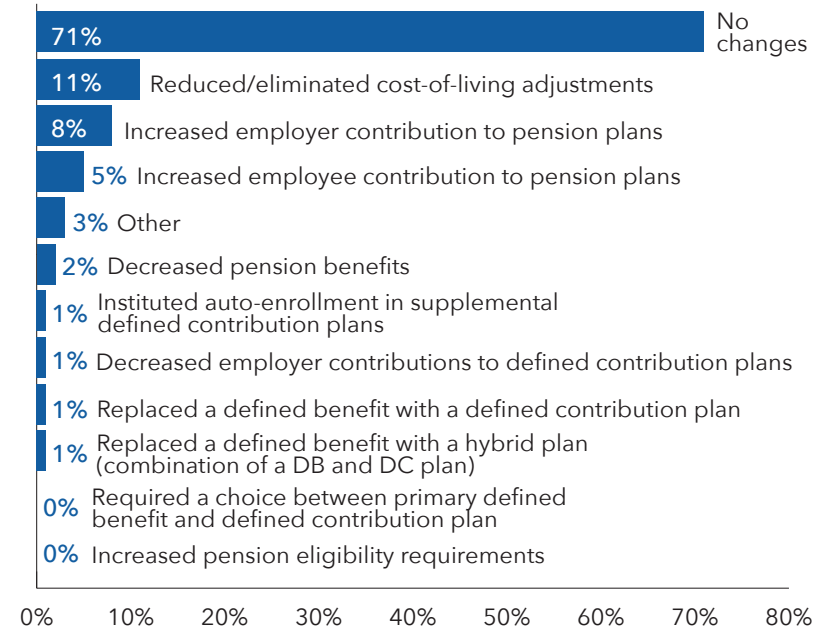 71%
No
changes
11% Reduced/eliminated cost-of-living adjustments
8% Increased employer contribution to pension plans
5% Increased employee contribution to pension plans
3% Other
2% Decreased pension benefits
1% Instituted auto-enrollment in supplemental
defined contribution plans
1% Decreased employer contributions to defined contribution plans
1% Replaced a defined benefit with a defined contribution plan
1% Replaced a defined benefit with a hybrid plan
(combination of a DB and DC plan)
0% Required a choice between primary defined
benefit and defined contribution plan
0% Increased pension eligibility requirements
0% 10% 20% 30% 40% 50% 60% 70% 80%